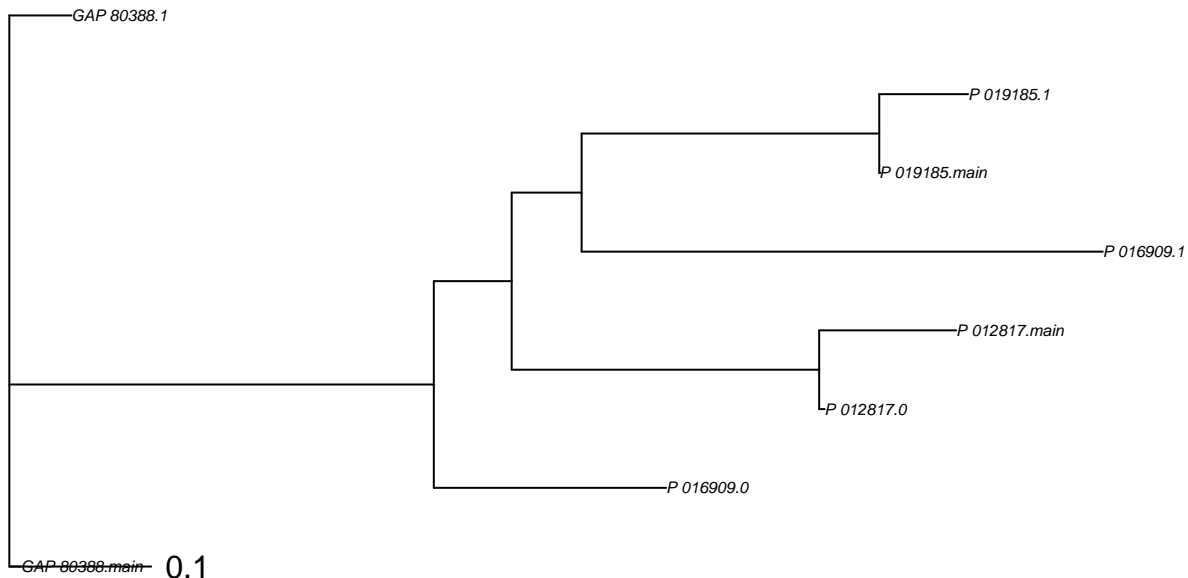 GAP 80388.1
P 019185.1
P 019185.main
P 016909.1
P 012817.main
P 012817.0
P 016909.0
GAP 80388.main 0.1